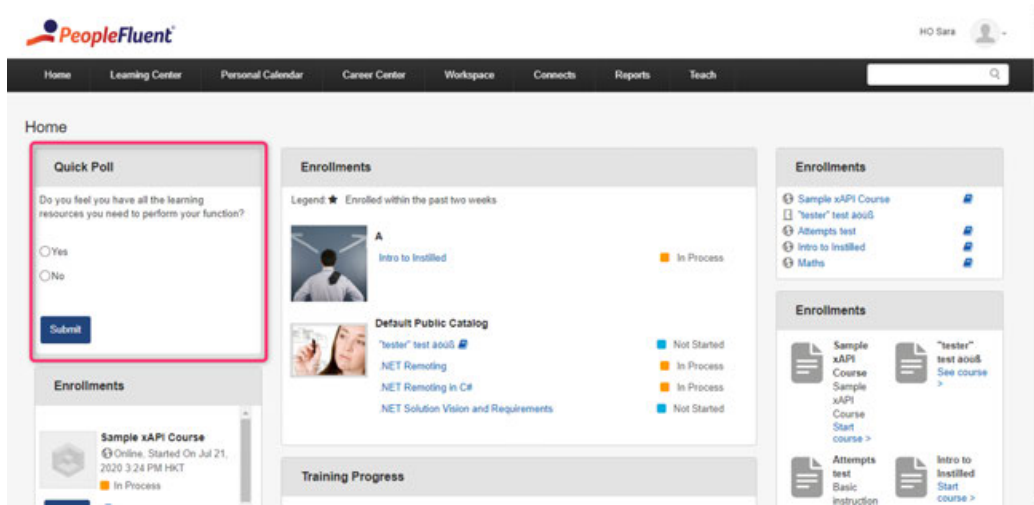 PeopleFluent
HO Sara
Home Learning Center Personal Calendar Career Center Workspace Connects Reports Teach
Home
Quick Poll
Do you feel you have all the learning
resources you need to perform your function?
Yes
No
Submit
Enrollments
Sample xAPI Course
Online, Started On Jul 21,
2020 3:24 PM HKT
In Process
Enrollments
Legend: ★ Enrolled within the past two weeks
A
Intro to Instilled In Process
Default Public Catalog
"tester" test äöüß Not Started
.NET Remoting In Process
.NET Remoting in C# In Process
.NET Solution Vision and Requirements Not Started
Training Progress
Enrollments
Sample xAPI Course
"tester" test äöüß
Attempts test
Intro to Instilled
Maths
Enrollments
Sample
xAPI
Course
Sample
xAPI
Course
Start
course >
"tester"
test äöüß
See course
>
Attempts
test
Basic
instruction
Intro to
Instilled
Start
course >